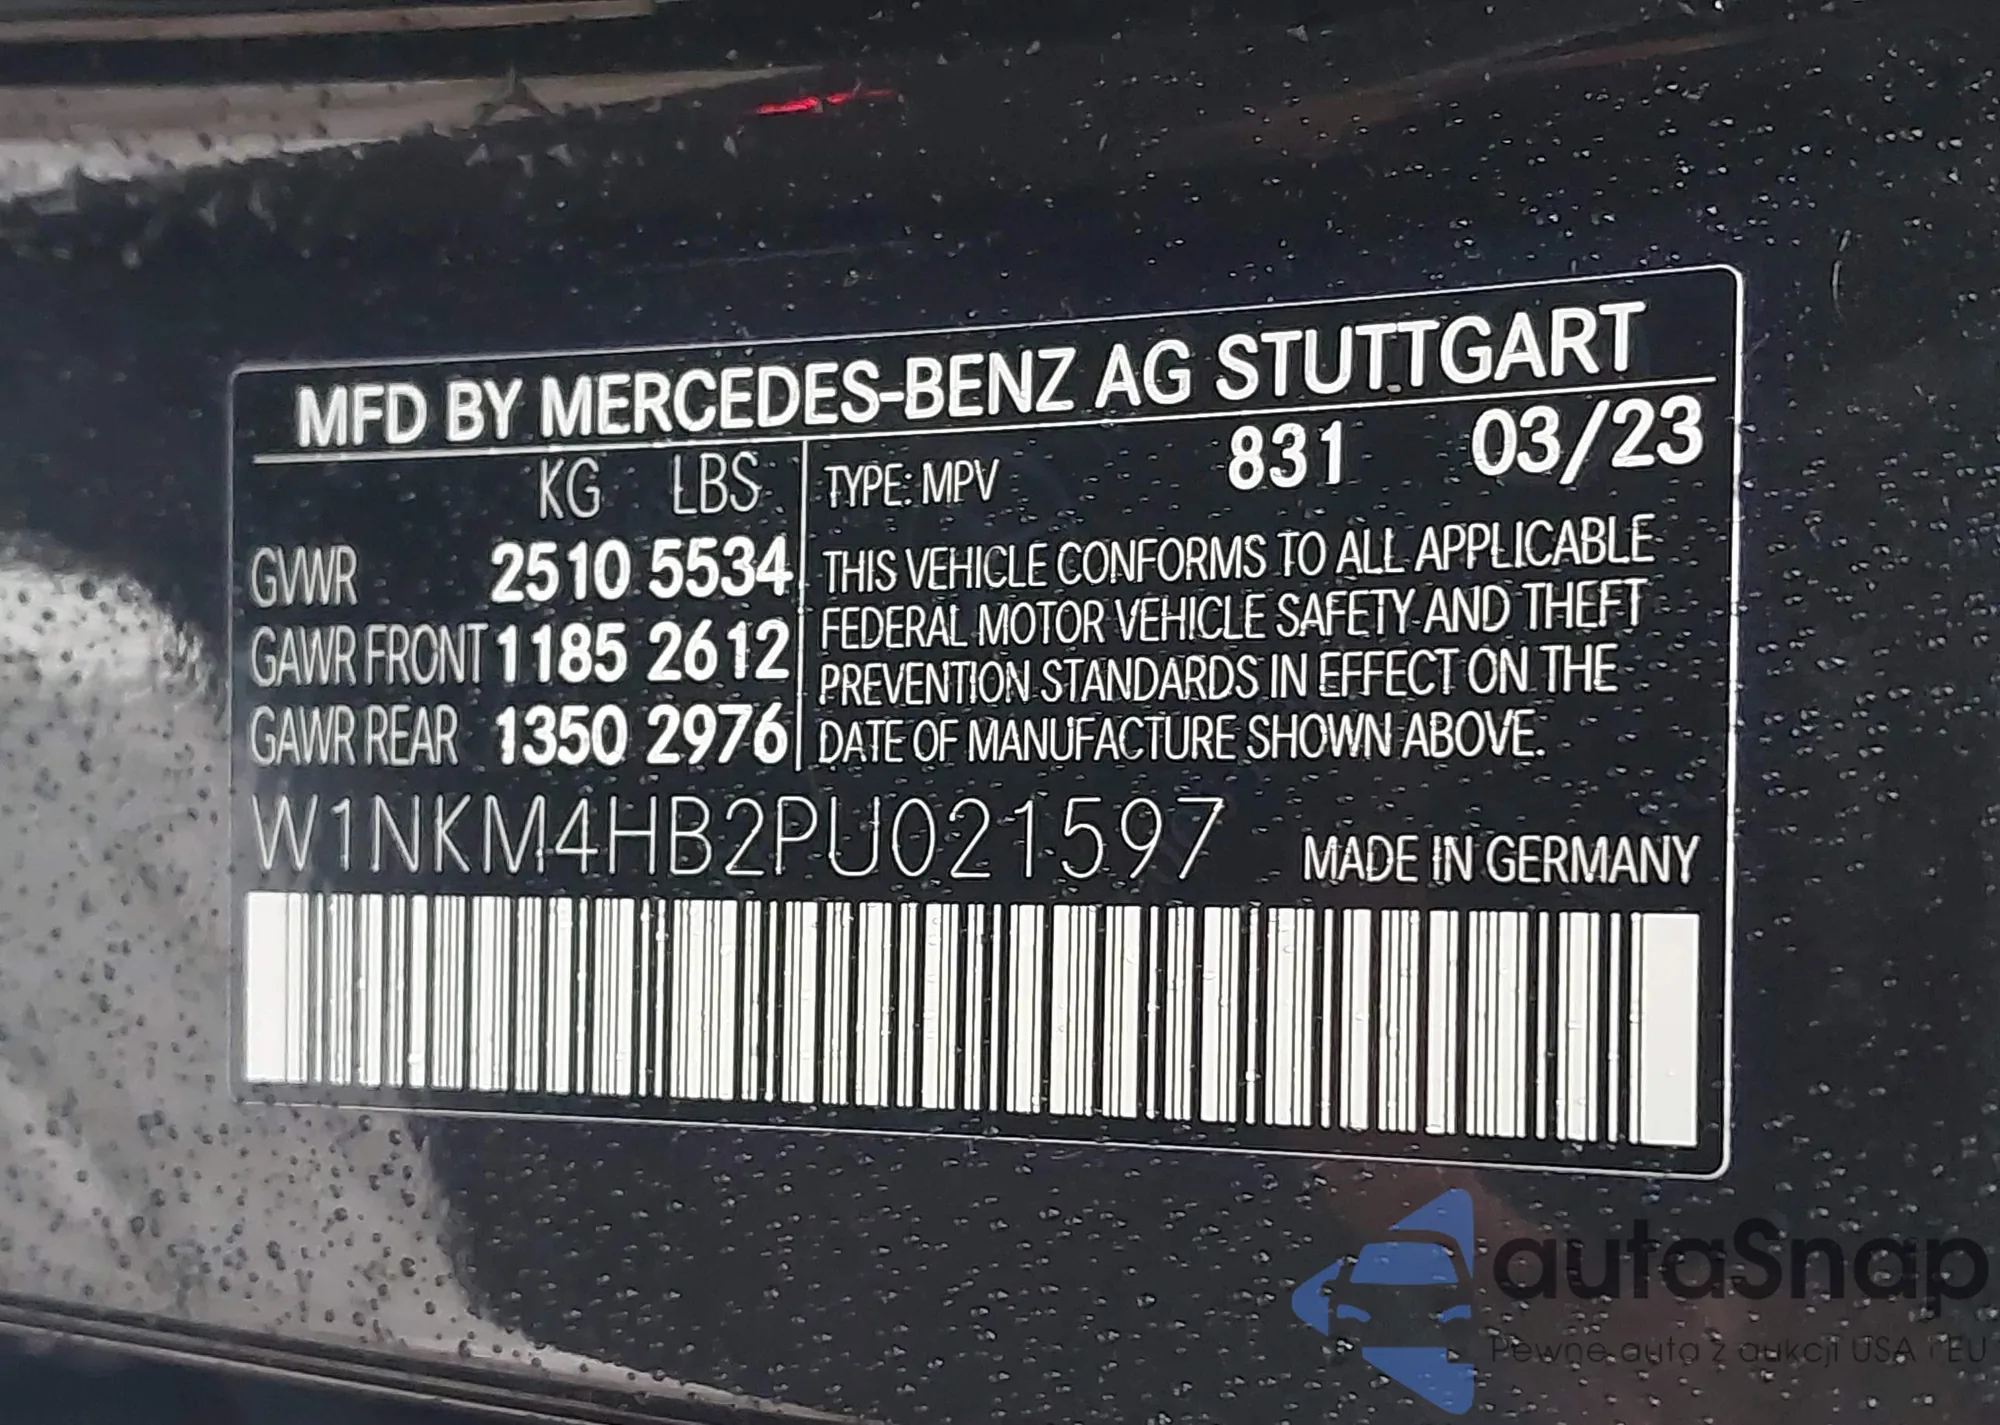 MFD BY MERCEDES-BENZ AG STUTTGART
KG LBS
GVWR 2510 5534
GAWR FRONT 1185 2612
GAWR REAR 1350 2976
TYPE: MPV 831 03/23
THIS VEHICLE CONFORMS TO ALL APPLICABLE
FEDERAL MOTOR VEHICLE SAFETY AND THEFT
PREVENTION STANDARDS IN EFFECT ON THE
DATE OF MANUFACTURE SHOWN ABOVE.
W1NKM4HB2PU021597 MADE IN GERMANY
autaSnap
Pewne auta z aukcji USA i EU